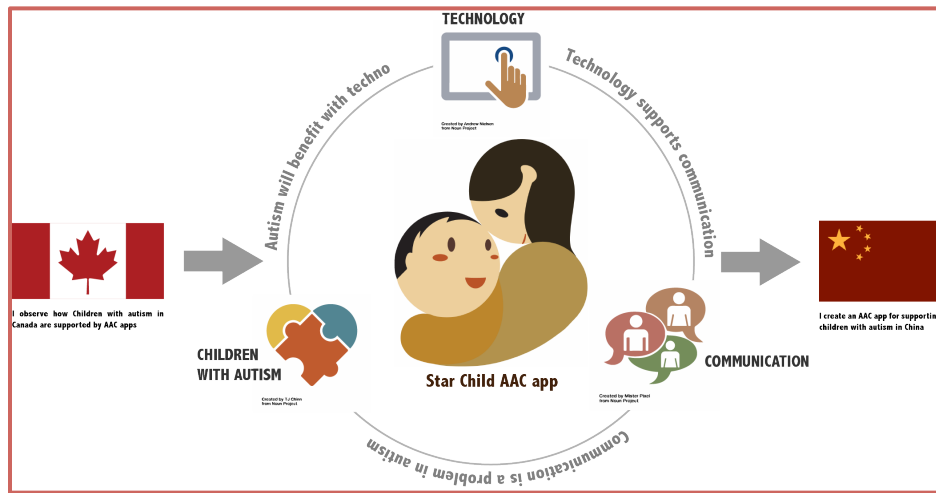 TECHNOLOGY
Created by Andrew Nielsen
from Noun Project
Autism will benefit with techno
Technology supports communication
I observe how Children with autism in
Canada are supported by AAC apps
I create an AAC app for supportin
children with autism in China
CHILDREN
WITH AUTISM
Created by TJ Chinn
from Noun Project
Star Child AAC app
COMMUNICATION
Created by Mister Pixel
from Noun Project
Communication is a problem in autism